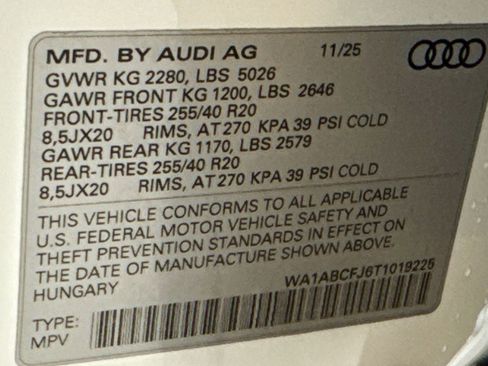 MFD. BY AUDI AG 11/25
GVWR KG 2280, LBS 5026
GAWR FRONT KG 1200, LBS 2646
FRONT-TIRES 255/40 R20
8,5JX20 RIMS, AT 270 KPA 39 PSI COLD
GAWR REAR KG 1170, LBS 2579
REAR-TIRES 255/40 R20
8,5JX20 RIMS, AT 270 KPA 39 PSI COLD
THIS VEHICLE CONFORMS TO ALL APPLICABLE
U.S. FEDERAL MOTOR VEHICLE SAFETY AND
THEFT PREVENTION STANDARDS IN EFFECT ON
THE DATE OF MANUFACTURE SHOWN ABOVE.
HUNGARY
WA1ABCFJ6T1019225
TYPE:
MPV